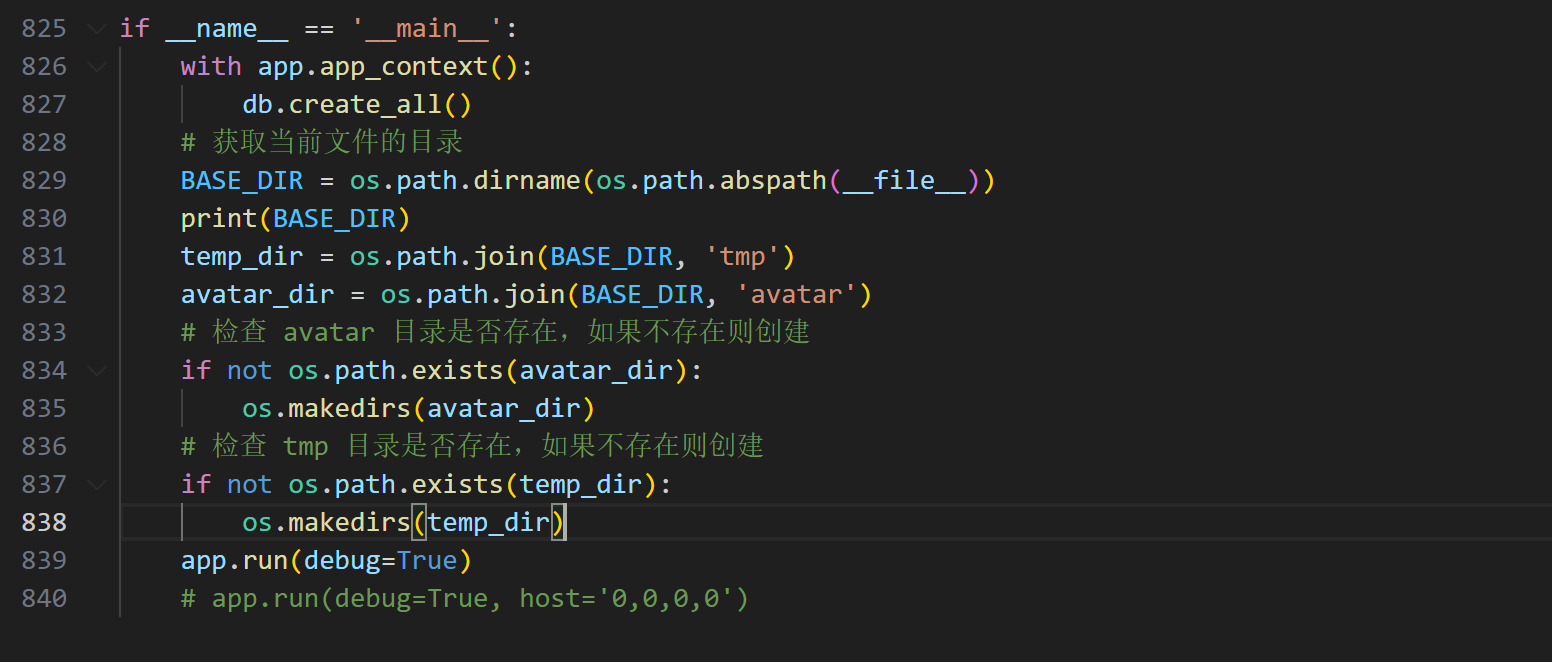 825 if __name__ == '__main__':
826     with app.app_context():
827         db.create_all()
828     # 获取当前文件的目录
829     BASE_DIR = os.path.dirname(os.path.abspath(__file__))
830     print(BASE_DIR)
831     temp_dir = os.path.join(BASE_DIR, 'tmp')
832     avatar_dir = os.path.join(BASE_DIR, 'avatar')
833     # 检查 avatar 目录是否存在，如果不存在则创建
834     if not os.path.exists(avatar_dir):
835         os.makedirs(avatar_dir)
836     # 检查 tmp 目录是否存在，如果不存在则创建
837     if not os.path.exists(temp_dir):
838         os.makedirs(temp_dir)
839     app.run(debug=True)
840     # app.run(debug=True, host='0,0,0,0')